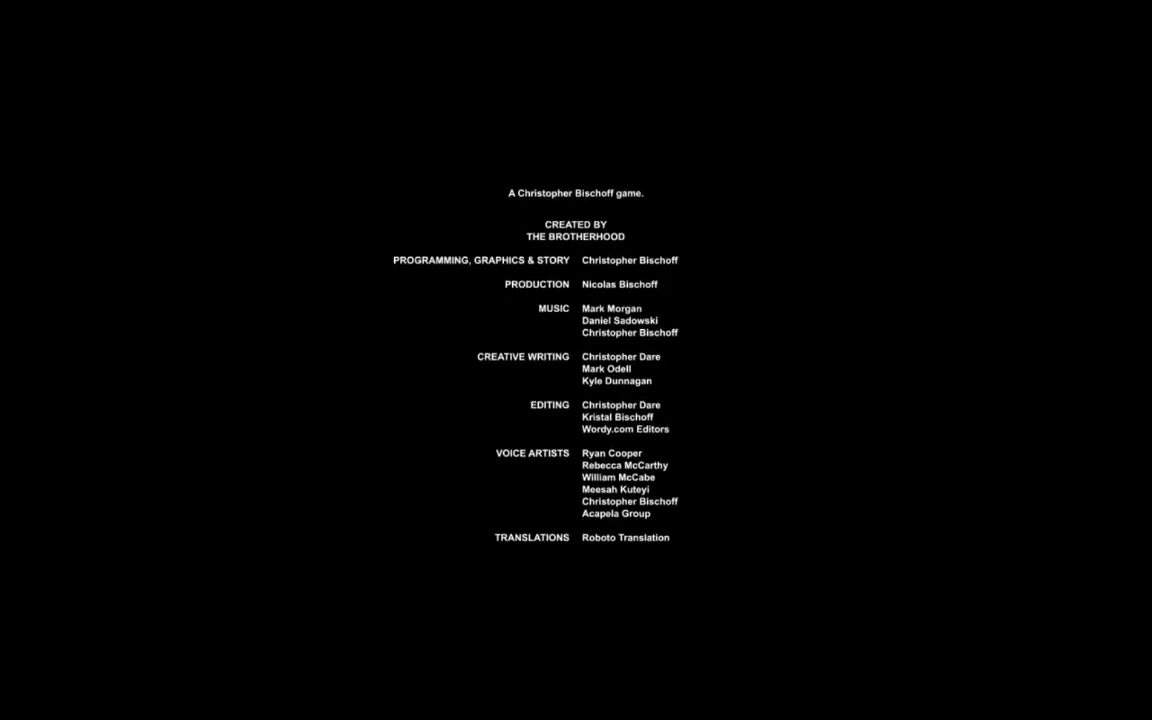 A Christopher Bischoff game.
CREATED BY
THE BROTHERHOOD
PROGRAMMING, GRAPHICS & STORY Christopher Bischoff
PRODUCTION Nicolas Bischoff
MUSIC Mark Morgan
Daniel Sadowski
Christopher Bischoff
CREATIVE WRITING Christopher Dare
Mark Odell
Kyle Dunnagan
EDITING Christopher Dare
Kristal Bischoff
Wordy.com Editors
VOICE ARTISTS Ryan Cooper
Rebecca McCarthy
William McCabe
Meesah Kuteyi
Christopher Bischoff
Acapela Group
TRANSLATIONS Roboto Translation